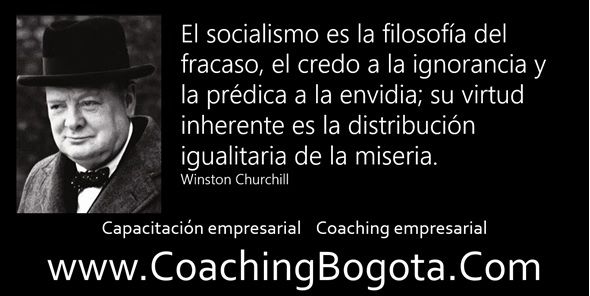 El socialismo es la filosofía del
fracaso, el credo a la ignorancia y
la prédica a la envidia; su virtud
inherente es la distribución
igualitaria de la miseria.
Winston Churchill
Capacitación empresarial Coaching empresarial
www.CoachingBogota.Com